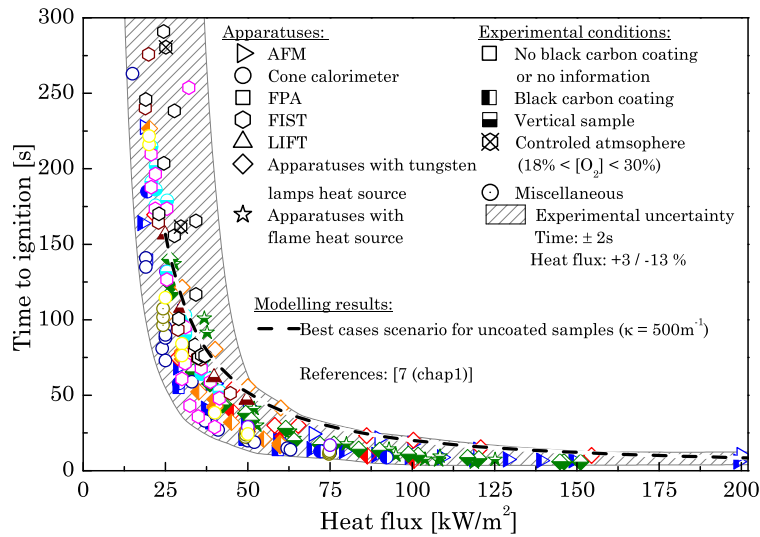 300
250
200
150
100
50
0
Time to ignition [s]
0
25
50
75
100
125
150
175
200
Heat flux [kW/m²]
Apparatuses:
AFM
Cone calorimeter
FPA
FIST
LIFT
Apparatuses with tungsten
lamps heat source
Apparatuses with
flame heat source
Experimental conditions:
No black carbon coating
or no information
Black carbon coating
Vertical sample
Controled atmsophere
(18% < [O₂] < 30%)
Miscellaneous
Experimental uncertainty
Time: ± 2s
Heat flux: +3 / -13 %
Modelling results:
Best cases scenario for uncoated samples (κ = 500m⁻¹)
References: [7 (chap1)]